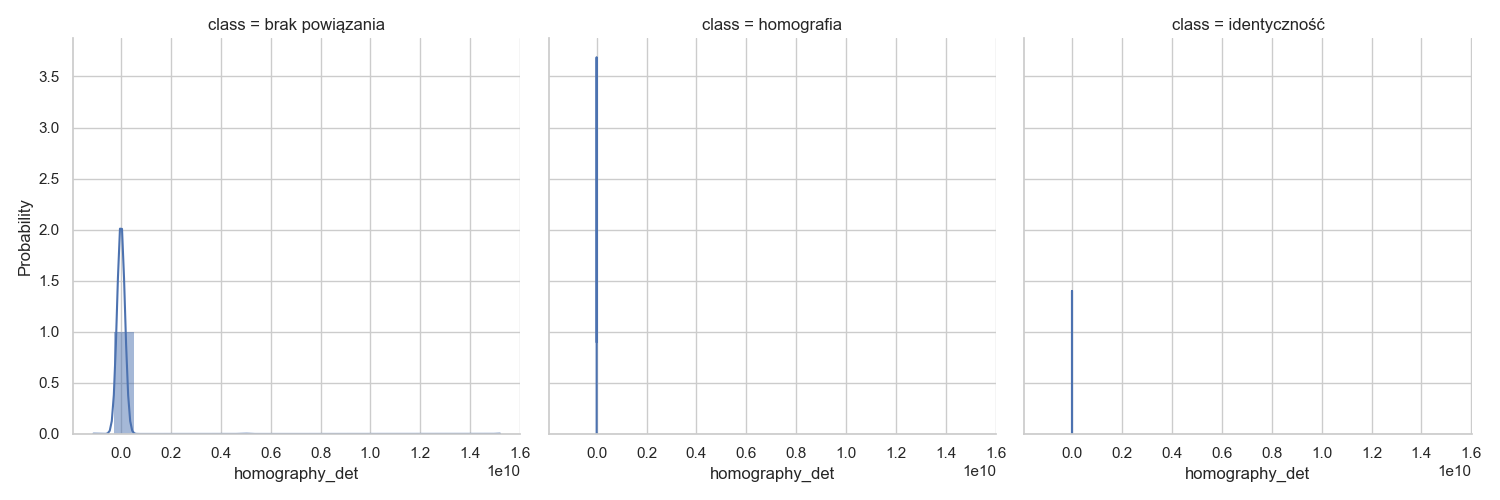 class = brak powiązania
class = homografia
class = identyczność
Probability
3.5
3.0
2.5
2.0
1.5
1.0
0.5
0.0
0.0 0.2 0.4 0.6 0.8 1.0 1.2 1.4 1.6
1e10
homography_det
0.0 0.2 0.4 0.6 0.8 1.0 1.2 1.4 1.6
1e10
homography_det
0.0 0.2 0.4 0.6 0.8 1.0 1.2 1.4 1.6
1e10
homography_det